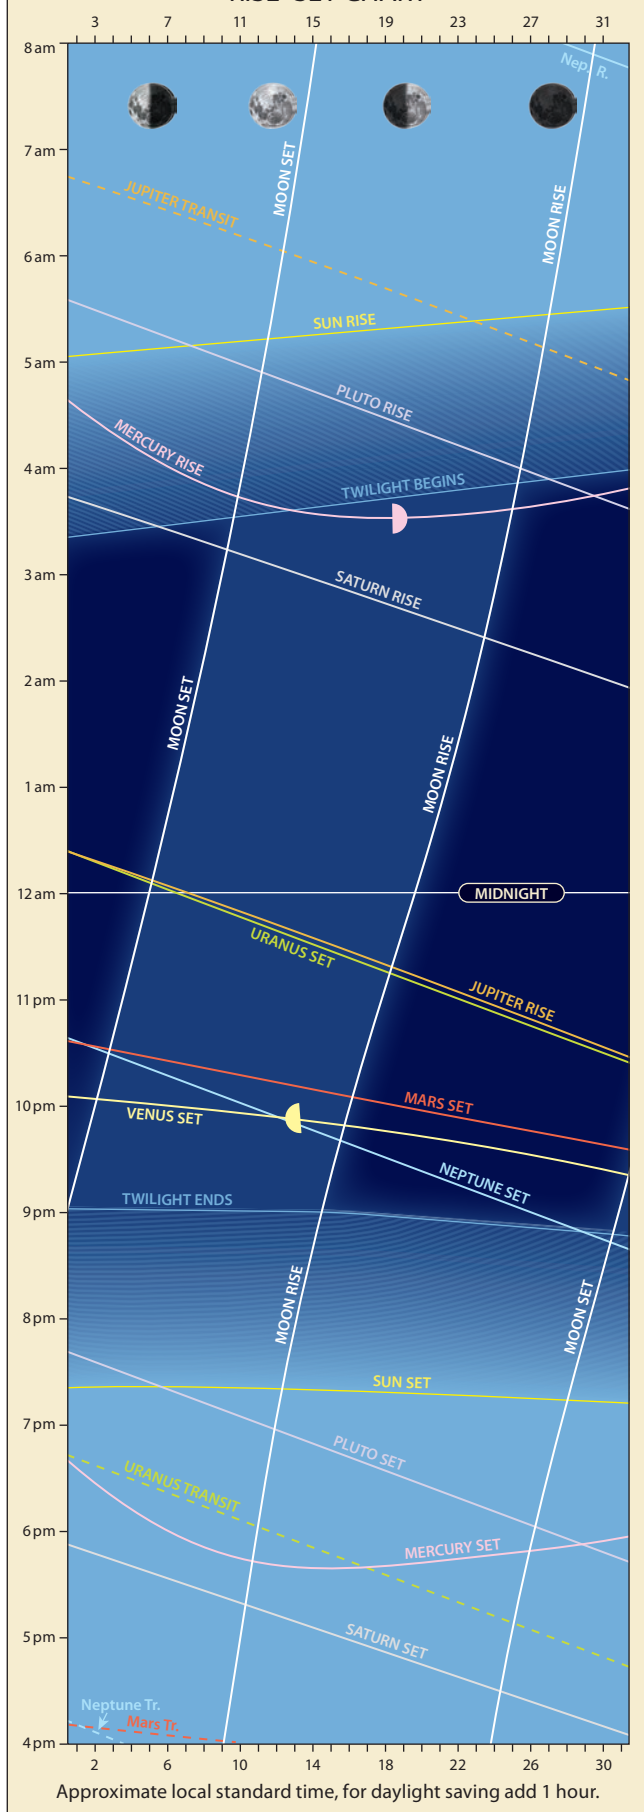 RISE–SET CHART
3 7 11 15 19 23 27 31
8 am
Nep. R.
7 am
MOON SET
JUPITER TRANSIT
MOON RISE
6 am
SUN RISE
5 am
PLUTO RISE
MERCURY RISE
4 am
TWILIGHT BEGINS
3 am
SATURN RISE
2 am
MOON SET
MOON RISE
1 am
12 am
MIDNIGHT
URANUS SET
11 pm
JUPITER RISE
10 pm
MARS SET
VENUS SET
NEPTUNE SET
TWILIGHT ENDS
9 pm
MOON RISE
MOON SET
8 pm
SUN SET
7 pm
PLUTO SET
URANUS TRANSIT
6 pm
MERCURY SET
5 pm
SATURN SET
Neptune Tr.
Mars Tr.
4 pm
2 6 10 14 18 22 26 30
Approximate local standard time, for daylight saving add 1 hour.